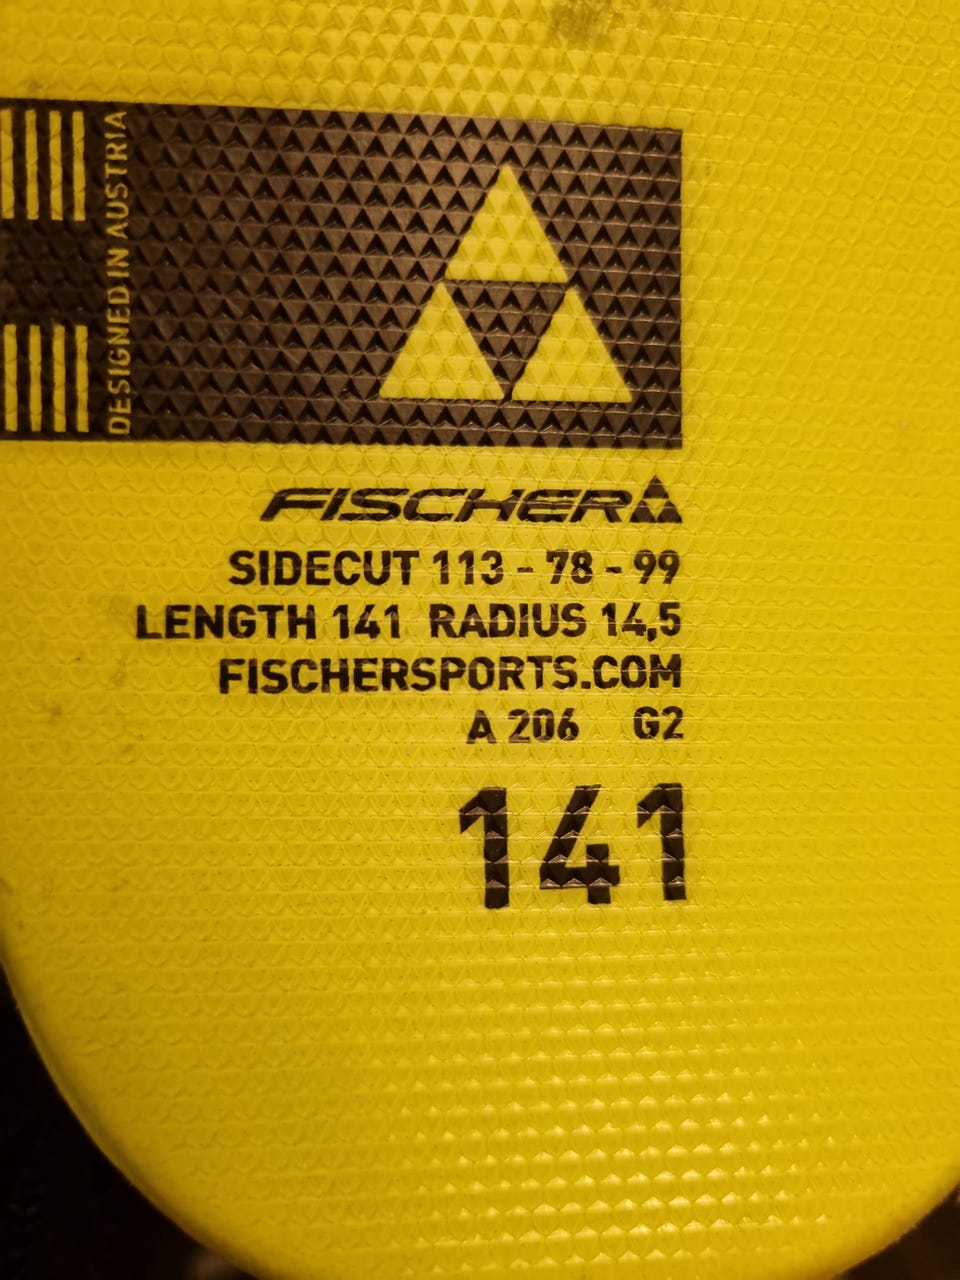 DESIGNED IN AUSTRIA
FISCHER
SIDECUT 113 - 78 - 99
LENGTH 141 RADIUS 14,5
FISCHERSPORTS.COM
A 206 G2
141